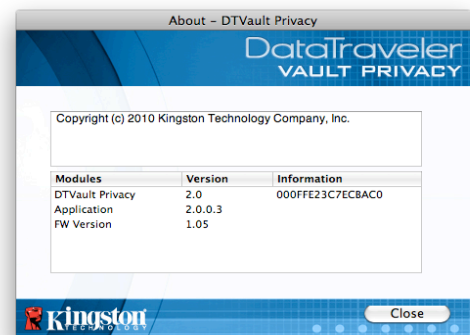 About – DTVault Privacy
DataTraveler
VAULT PRIVACY
Copyright (c) 2010 Kingston Technology Company, Inc.
Modules Version Information
DTVault Privacy 2.0 000FFE23C7ECBAC0
Application 2.0.0.3
FW Version 1.05
Kingston
TECHNOLOGY
Close